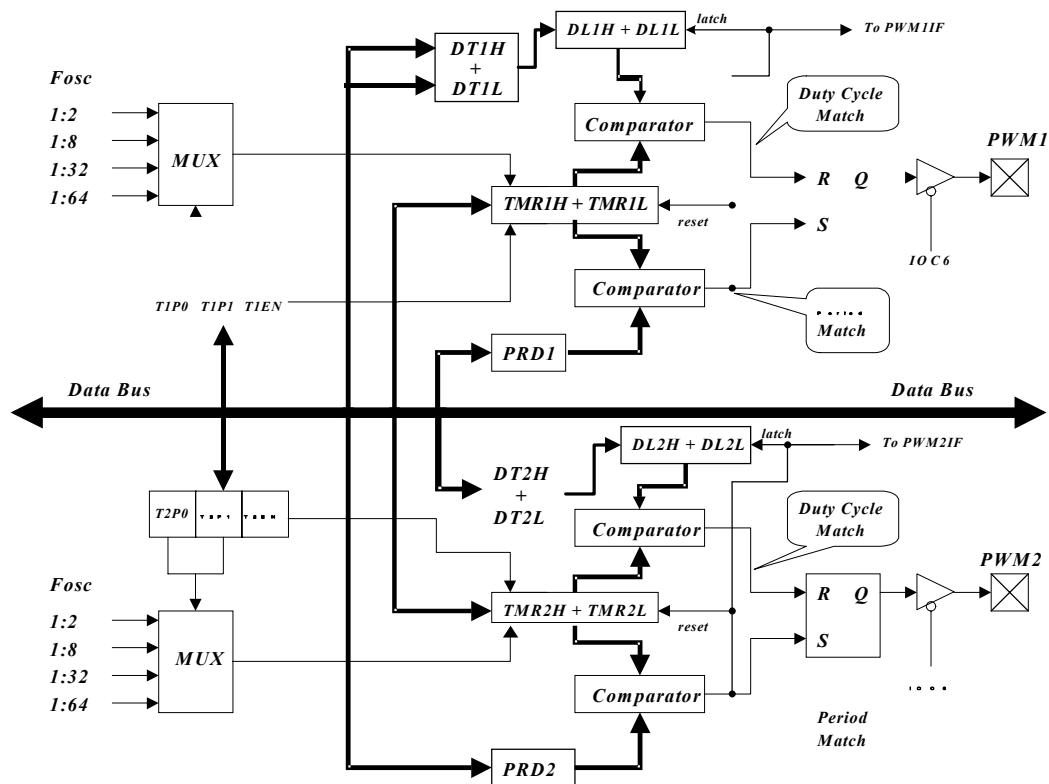 DL1H + DL1L
latch
To PWM1IF
DT1H
+
DT1L
Fosc
1:2
1:8
1:32
1:64
MUX
Comparator
Duty Cycle
Match
PWM1
R Q
S
TMR1H + TMR1L
reset
IOC6
T1P0 T1P1 T1EN
Comparator
Period
Match
PRD1
Data Bus
Data Bus
DL2H + DL2L
latch
To PWM2IF
DT2H
+
DT2L
T2P0
Comparator
Duty Cycle
Match
Fosc
1:2
1:8
1:32
1:64
MUX
TMR2H + TMR2L
reset
R Q
S
PWM2
Comparator
Period
Match
PRD2